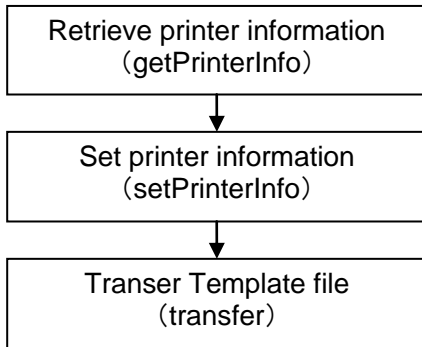 Retrieve printer information
（getPrinterInfo）
Set printer information
（setPrinterInfo）
Transer Template file
（transfer）